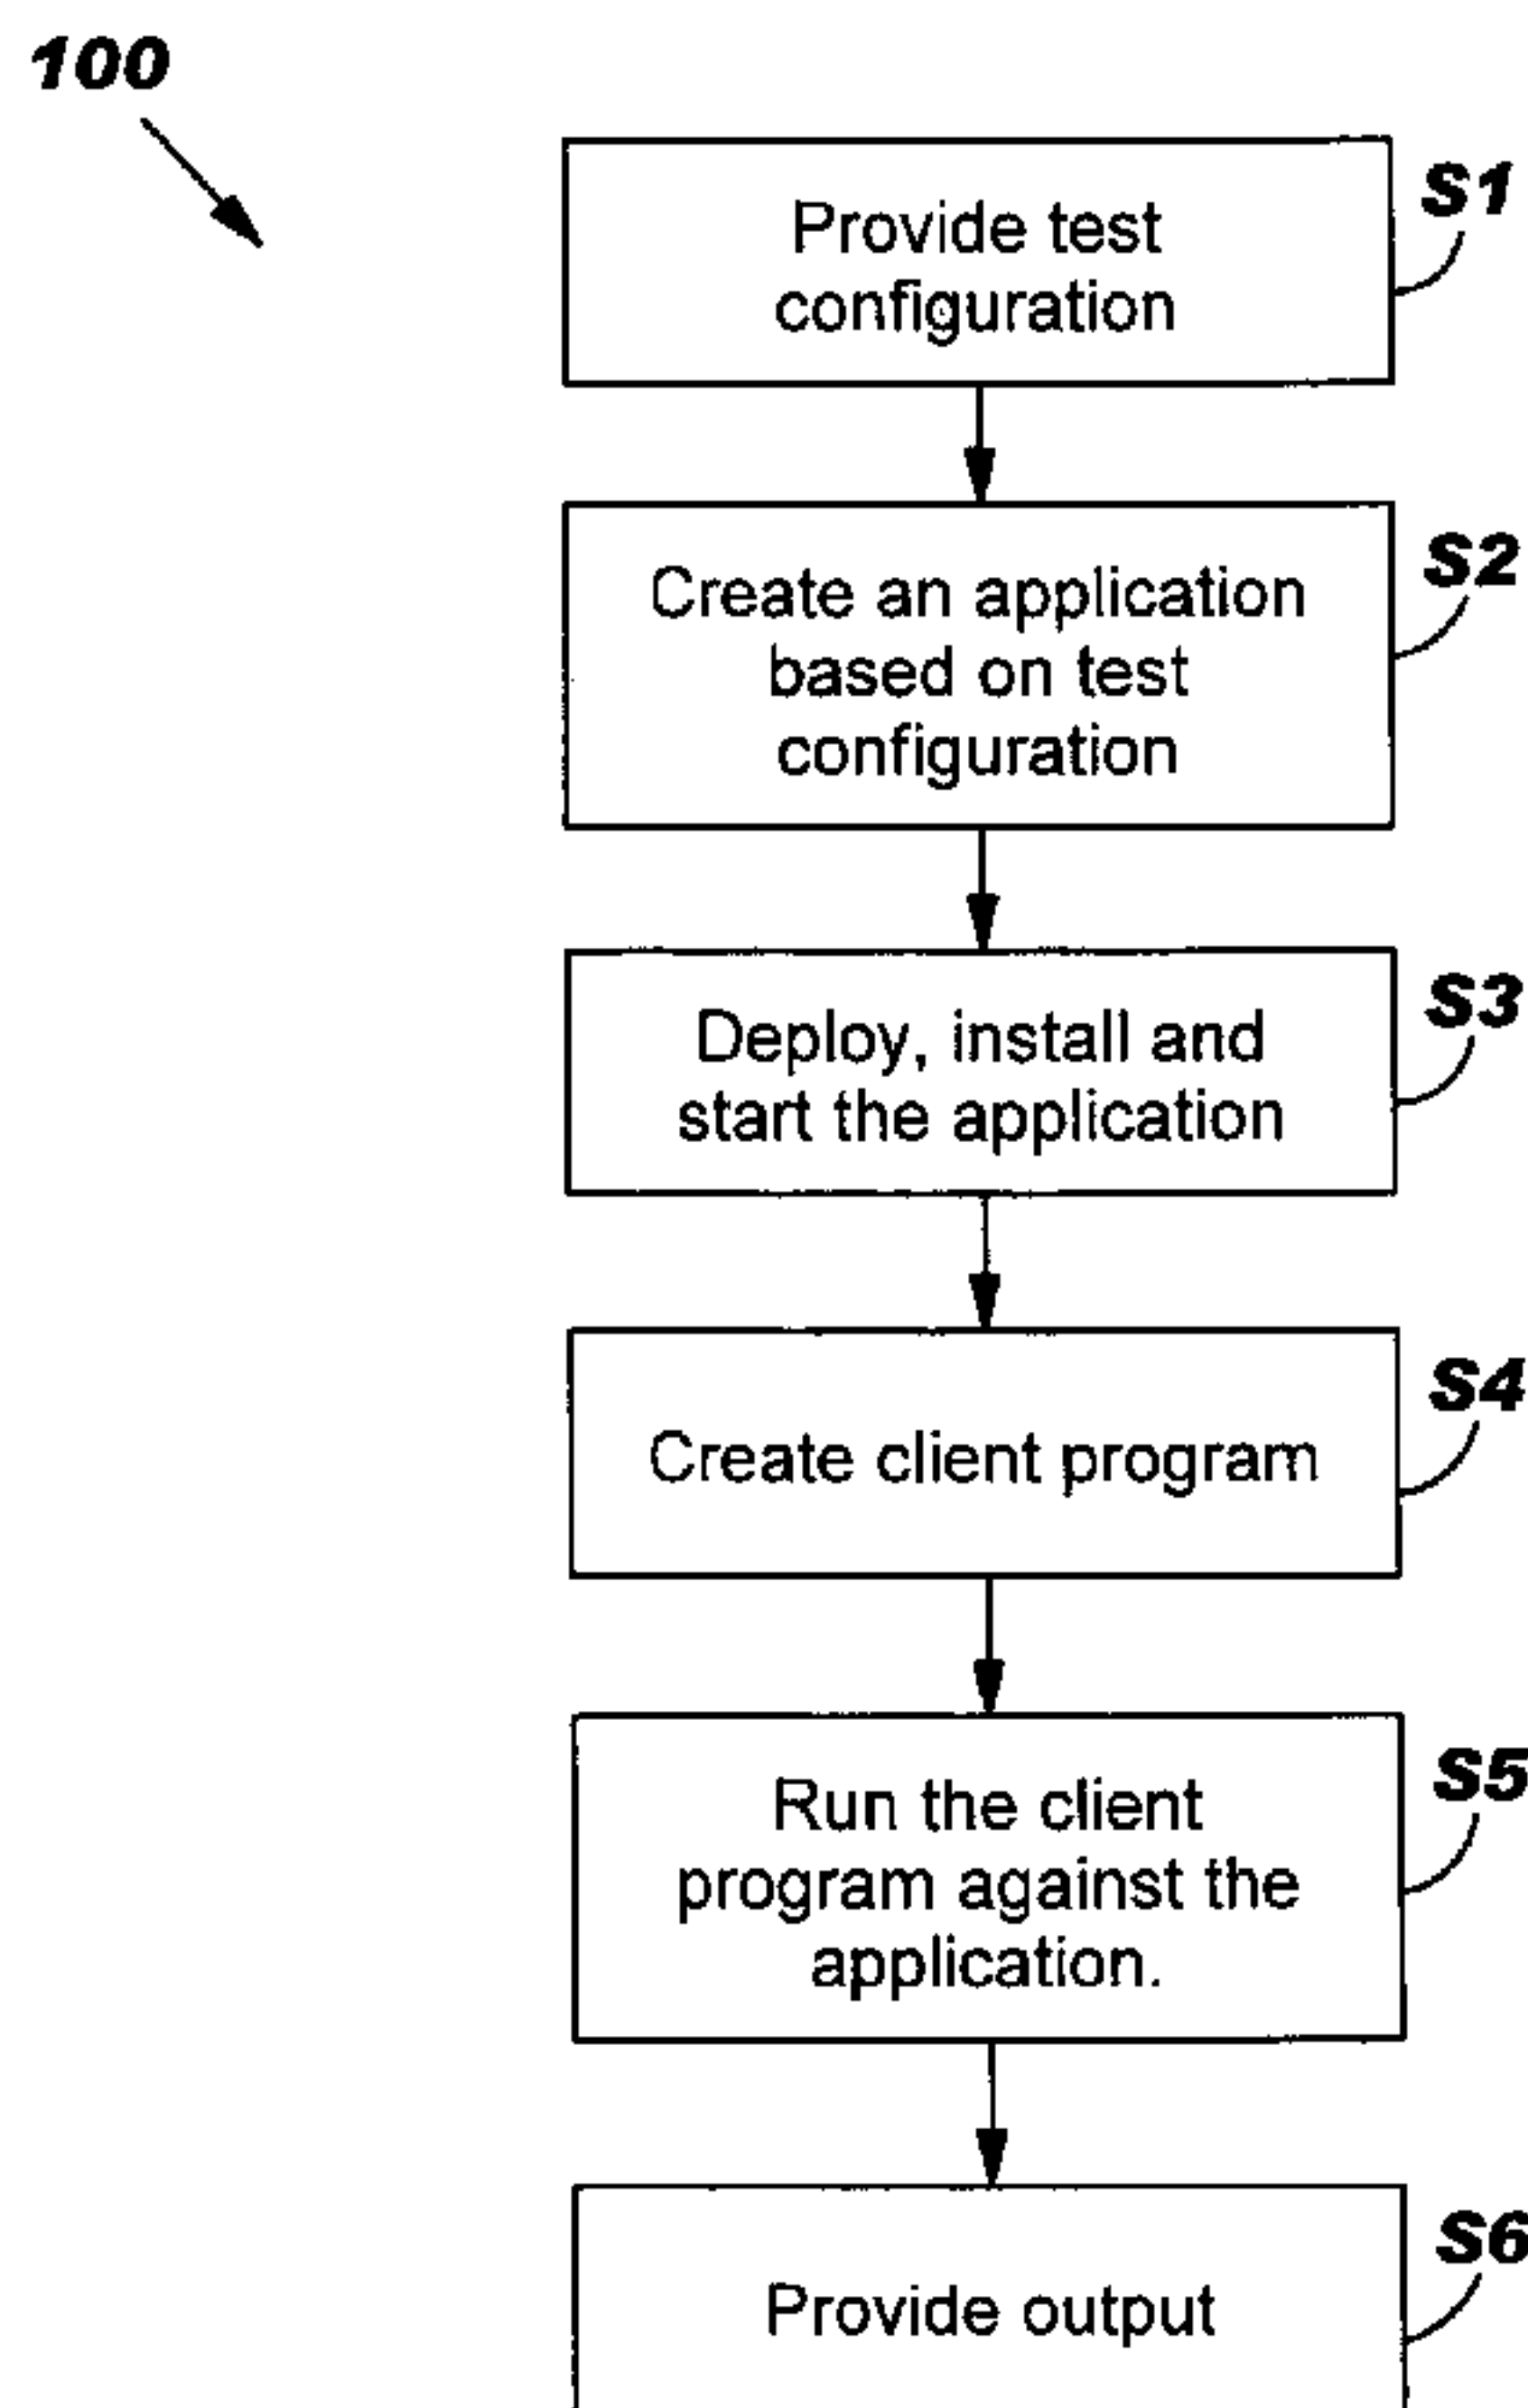 100
S1
Provide test
configuration
S2
Create an application
based on test
configuration
S3
Deploy, install and
start the application
S4
Create client program
S5
Run the client
program against the
application.
S6
Provide output